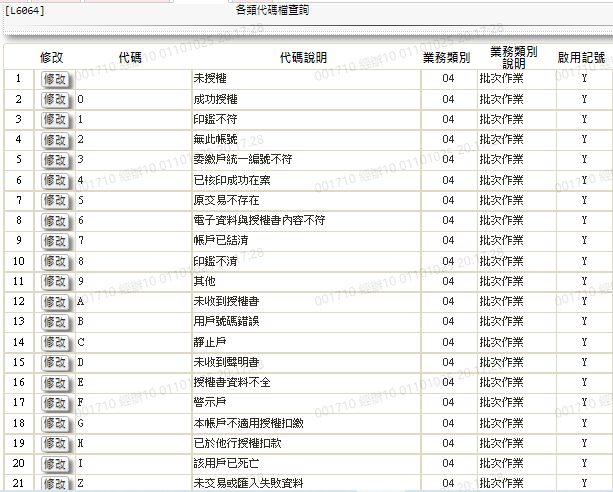 [L6064] 各類代碼檔查詢
修改 代碼 代碼說明 業務類別 業務類別說明 啟用記號
1 修改 未授權 04 批次作業 Y
2 修改 0 成功授權 04 批次作業 Y
3 修改 1 印鑑不符 04 批次作業 Y
4 修改 2 無此帳號 04 批次作業 Y
5 修改 3 委繳戶統一編號不符 04 批次作業 Y
6 修改 4 已核印成功在案 04 批次作業 Y
7 修改 5 原交易不存在 04 批次作業 Y
8 修改 6 電子資料與授權書內容不符 04 批次作業 Y
9 修改 7 帳戶已結清 04 批次作業 Y
10 修改 8 印鑑不清 04 批次作業 Y
11 修改 9 其他 04 批次作業 Y
12 修改 A 未收到授權書 04 批次作業 Y
13 修改 B 用戶號碼錯誤 04 批次作業 Y
14 修改 C 靜止戶 04 批次作業 Y
15 修改 D 未收到聲明書 04 批次作業 Y
16 修改 E 授權書資料不全 04 批次作業 Y
17 修改 F 警示戶 04 批次作業 Y
18 修改 G 本帳戶不適用授權扣繳 04 批次作業 Y
19 修改 H 已於他行授權扣款 04 批次作業 Y
20 修改 I 該用戶已死亡 04 批次作業 Y
21 修改 Z 未交易或匯入失敗資料 04 批次作業 Y